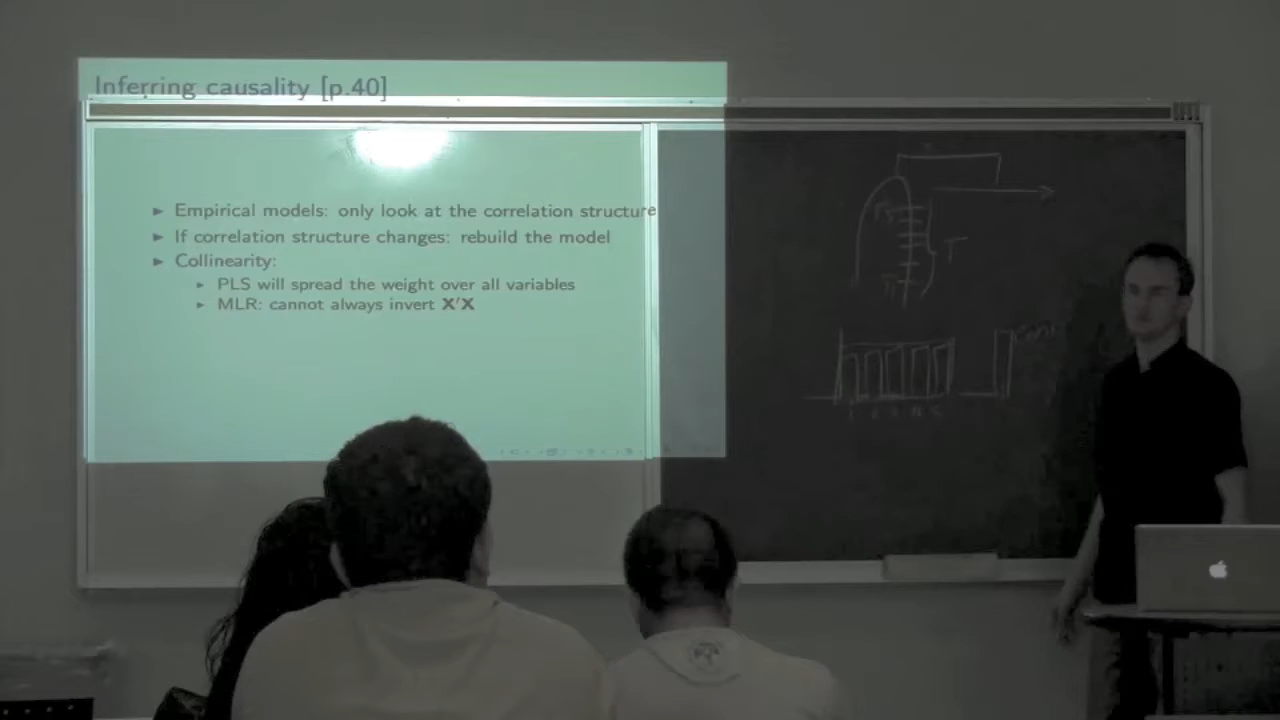 Inferring causality [p.40]
► Empirical models: only look at the correlation structure
► If correlation structure changes: rebuild the model
► Collinearity:
► PLS will spread the weight over all variables
► MLR: cannot always invert X′X
T